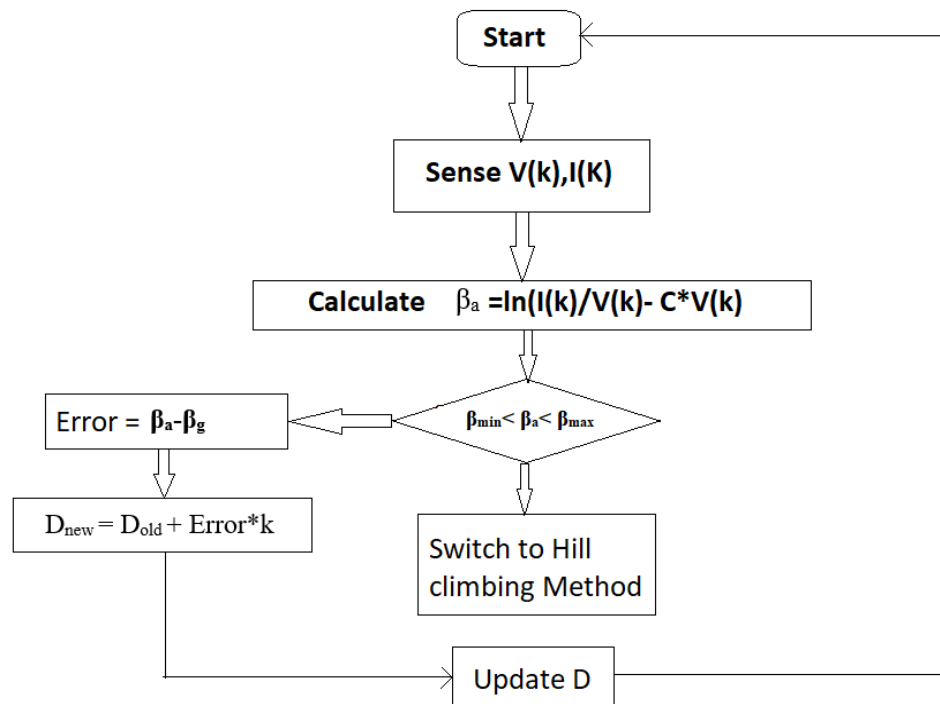 Start
Sense V(k),I(K)
Calculate βa =ln(I(k)/V(k)- C*V(k)
βmin< βa< βmax
Error = βa-βg
Dnew = Dold + Error*k
Switch to Hill
climbing Method
Update D